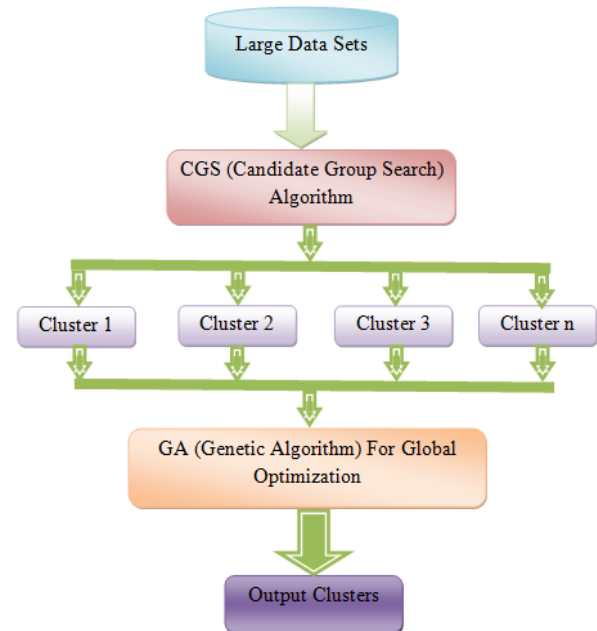 Large Data Sets
CGS (Candidate Group Search)
Algorithm
Cluster 1
Cluster 2
Cluster 3
Cluster n
GA (Genetic Algorithm) For Global
Optimization
Output Clusters